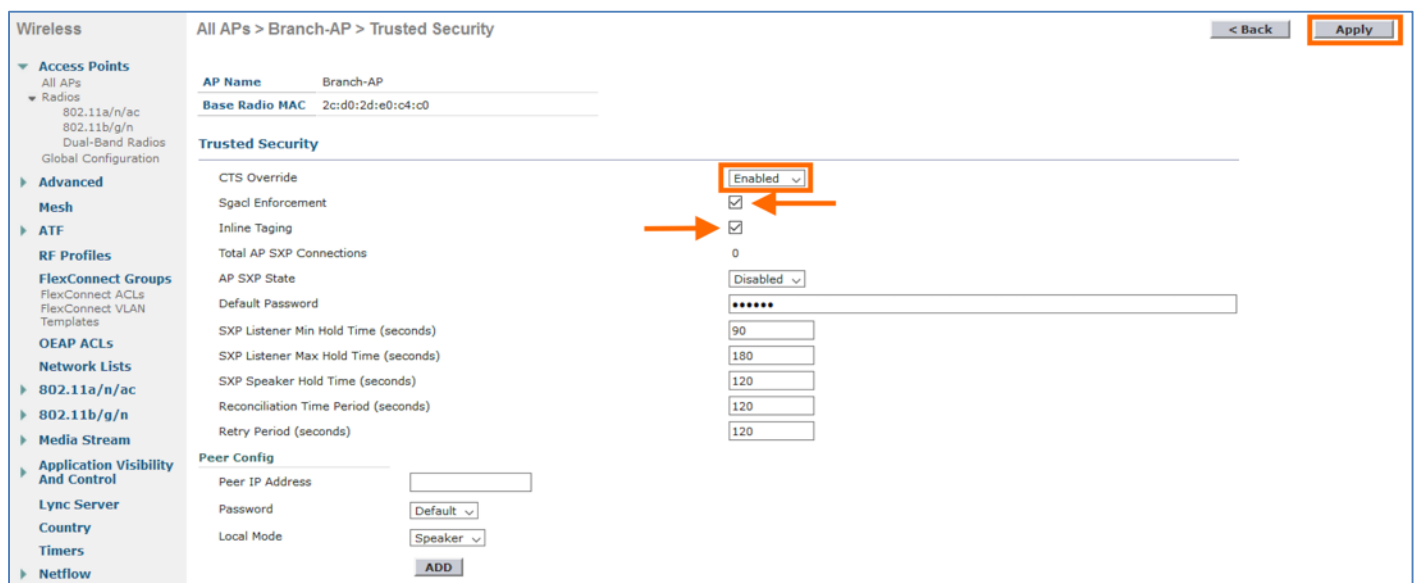 Wireless
All APs > Branch-AP > Trusted Security
< Back
Apply
Access Points
All APs
Radios
802.11a/n/ac
802.11b/g/n
Dual-Band Radios
Global Configuration
Advanced
Mesh
ATF
RF Profiles
FlexConnect Groups
FlexConnect ACLs
FlexConnect VLAN
Templates
OEAP ACLs
Network Lists
802.11a/n/ac
802.11b/g/n
Media Stream
Application Visibility
And Control
Lync Server
Country
Timers
Netflow
AP Name Branch-AP
Base Radio MAC 2c:d0:2d:e0:c4:c0
Trusted Security
CTS Override Enabled
Sgacl Enforcement
Inline Taging
Total AP SXP Connections 0
AP SXP State Disabled
Default Password ••••••
SXP Listener Min Hold Time (seconds) 90
SXP Listener Max Hold Time (seconds) 180
SXP Speaker Hold Time (seconds) 120
Reconciliation Time Period (seconds) 120
Retry Period (seconds) 120
Peer Config
Peer IP Address
Password Default
Local Mode Speaker
ADD